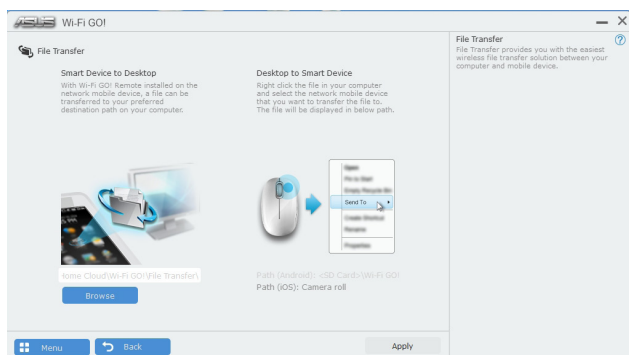 ASUS Wi-Fi GO!
File Transfer
Smart Device to Desktop
With Wi-Fi GO! Remote installed on the
network mobile device, a file can be
transferred to your preferred
destination path on your computer.
ome Cloud\Wi-Fi GO!\File Transfer\
Browse
Desktop to Smart Device
Right click the file in your computer
and select the network mobile device
that you want to transfer the file to.
The file will be displayed in below path.
Open
Pin to Start
Empty Recycle Bin
Send To
Create Shortcut
Rename
Properties
Path (Android): <SD Card>\Wi-Fi GO!
Path (iOS): Camera roll
File Transfer
?
File Transfer provides you with the easiest
wireless file transfer solution between your
computer and mobile device.
Menu
Back
Apply